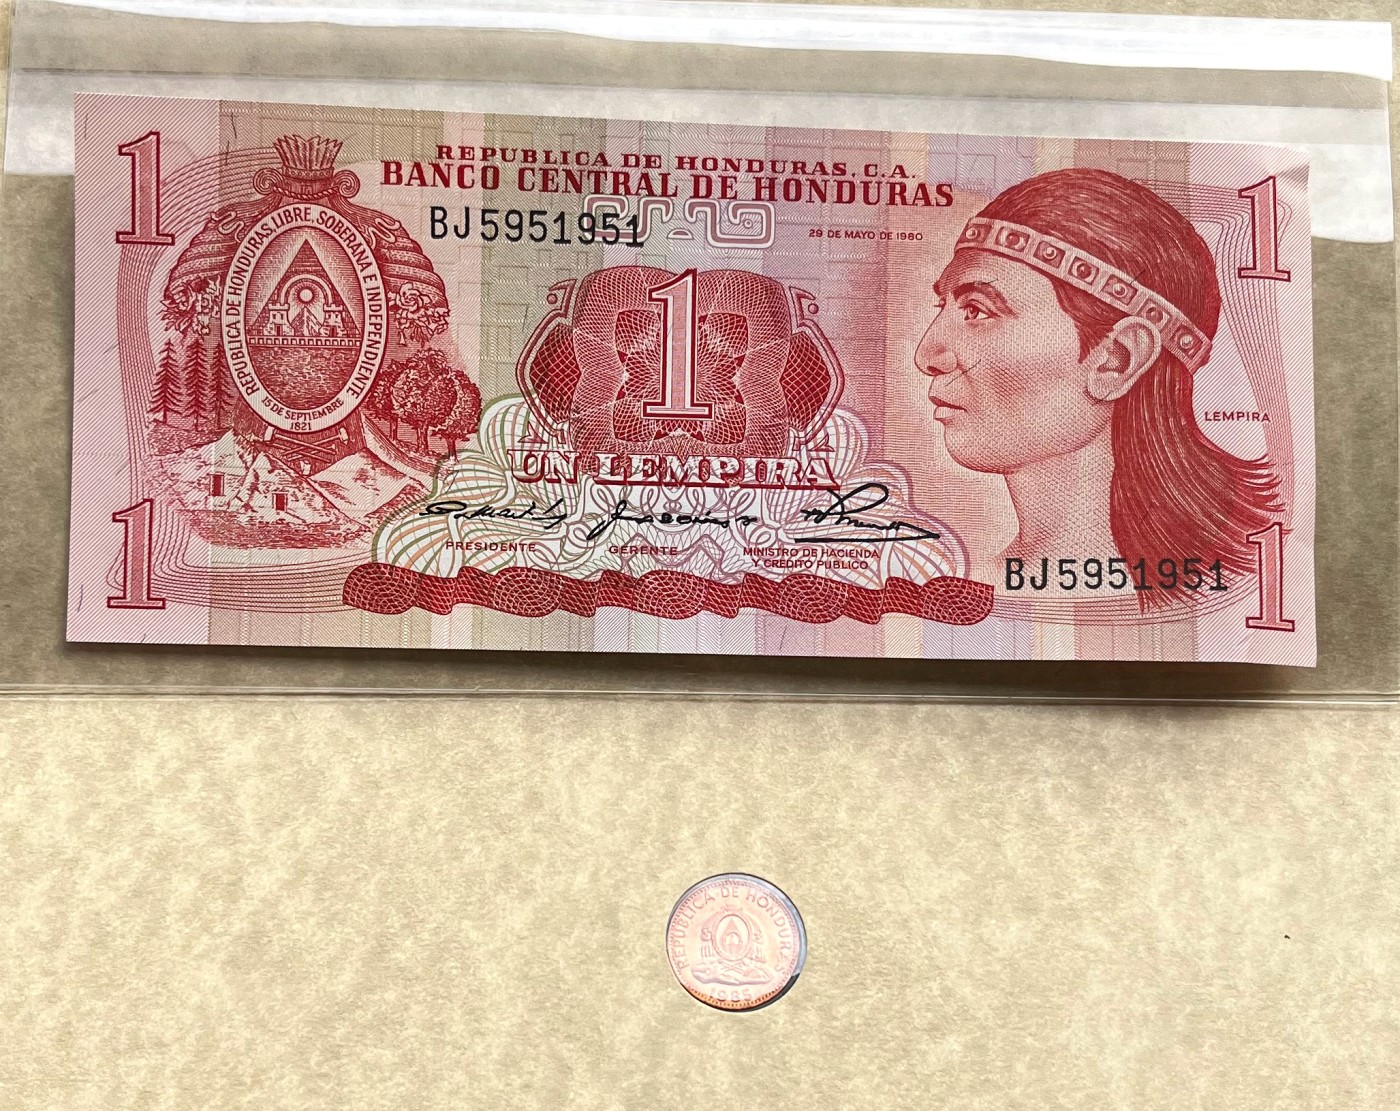 1
REPUBLICA DE HONDURAS, C.A.
BANCO CENTRAL DE HONDURAS
BJ5951951
29 DE MAYO DE 1980
1
REPUBLICA DE HONDURAS, LIBRE, SOBERANA E INDEPENDIENTE
15 DE SEPTIEMBRE
1821
1
LEMPIRA
UN LEMPIRA
PRESIDENTE
GERENTE
MINISTRO DE HACIENDA
Y CREDITO PUBLICO
1
BJ5951951
1
REPUBLICA DE HONDURAS
1985